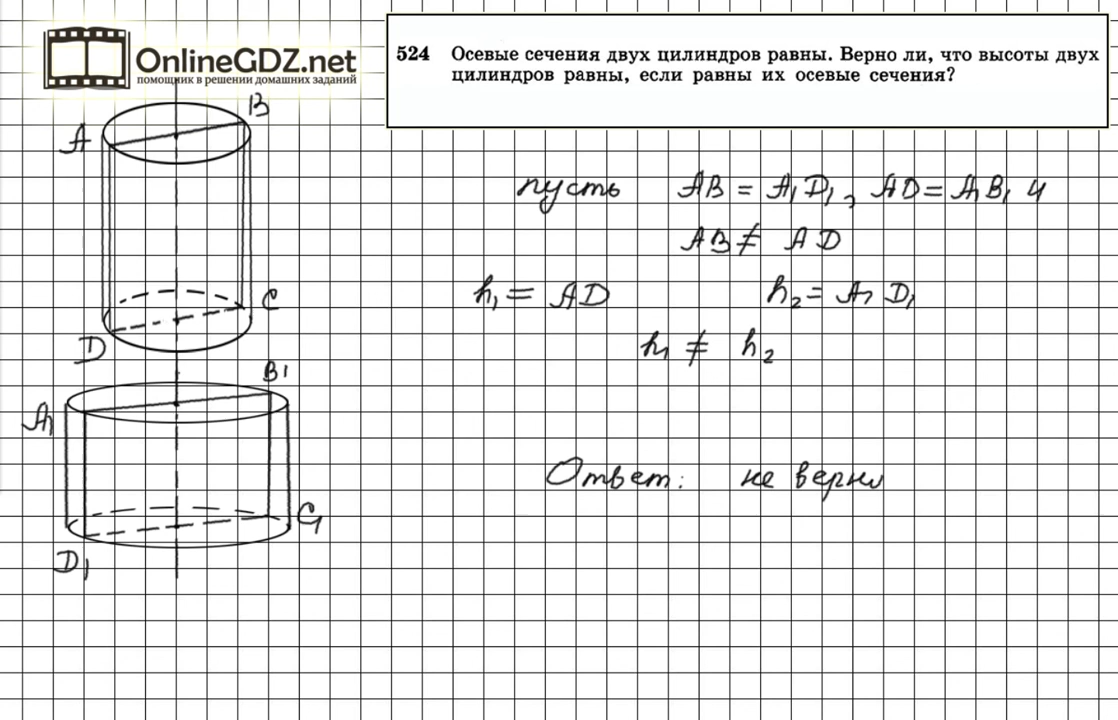 OnlineGDZ.net
помощник в решении домашних заданий
524 Осевые сечения двух цилиндров равны. Верно ли, что высоты двух
цилиндров равны, если равны их осевые сечения?
B
A
C
D
B₁
A₁
C₁
D₁
пусть AB = A₁D₁, AD = A₁B₁ и
AB ≠ AD
h₁ = AD h₂ = A₁D₁
h₁ ≠ h₂
Ответ: не верно